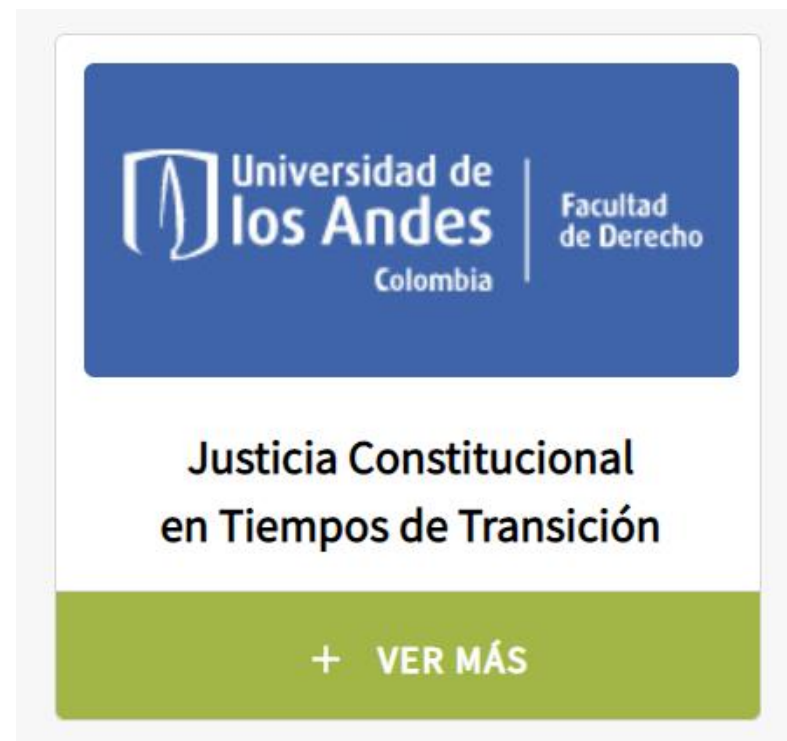 Universidad de
los Andes
Colombia
Facultad
de Derecho
Justicia Constitucional
en Tiempos de Transición
+ VER MÁS